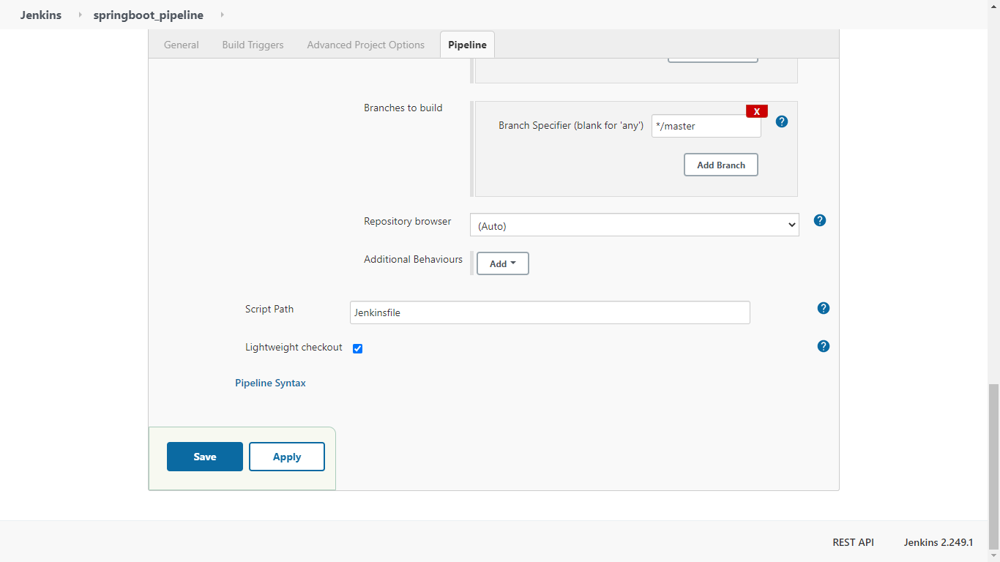 Jenkins springboot_pipeline
General Build Triggers Advanced Project Options Pipeline
Branches to build
X
Branch Specifier (blank for 'any') */master ?
Add Branch
Repository browser (Auto) ?
Additional Behaviours Add
Script Path Jenkinsfile ?
Lightweight checkout ?
Pipeline Syntax
Save Apply
REST API Jenkins 2.249.1